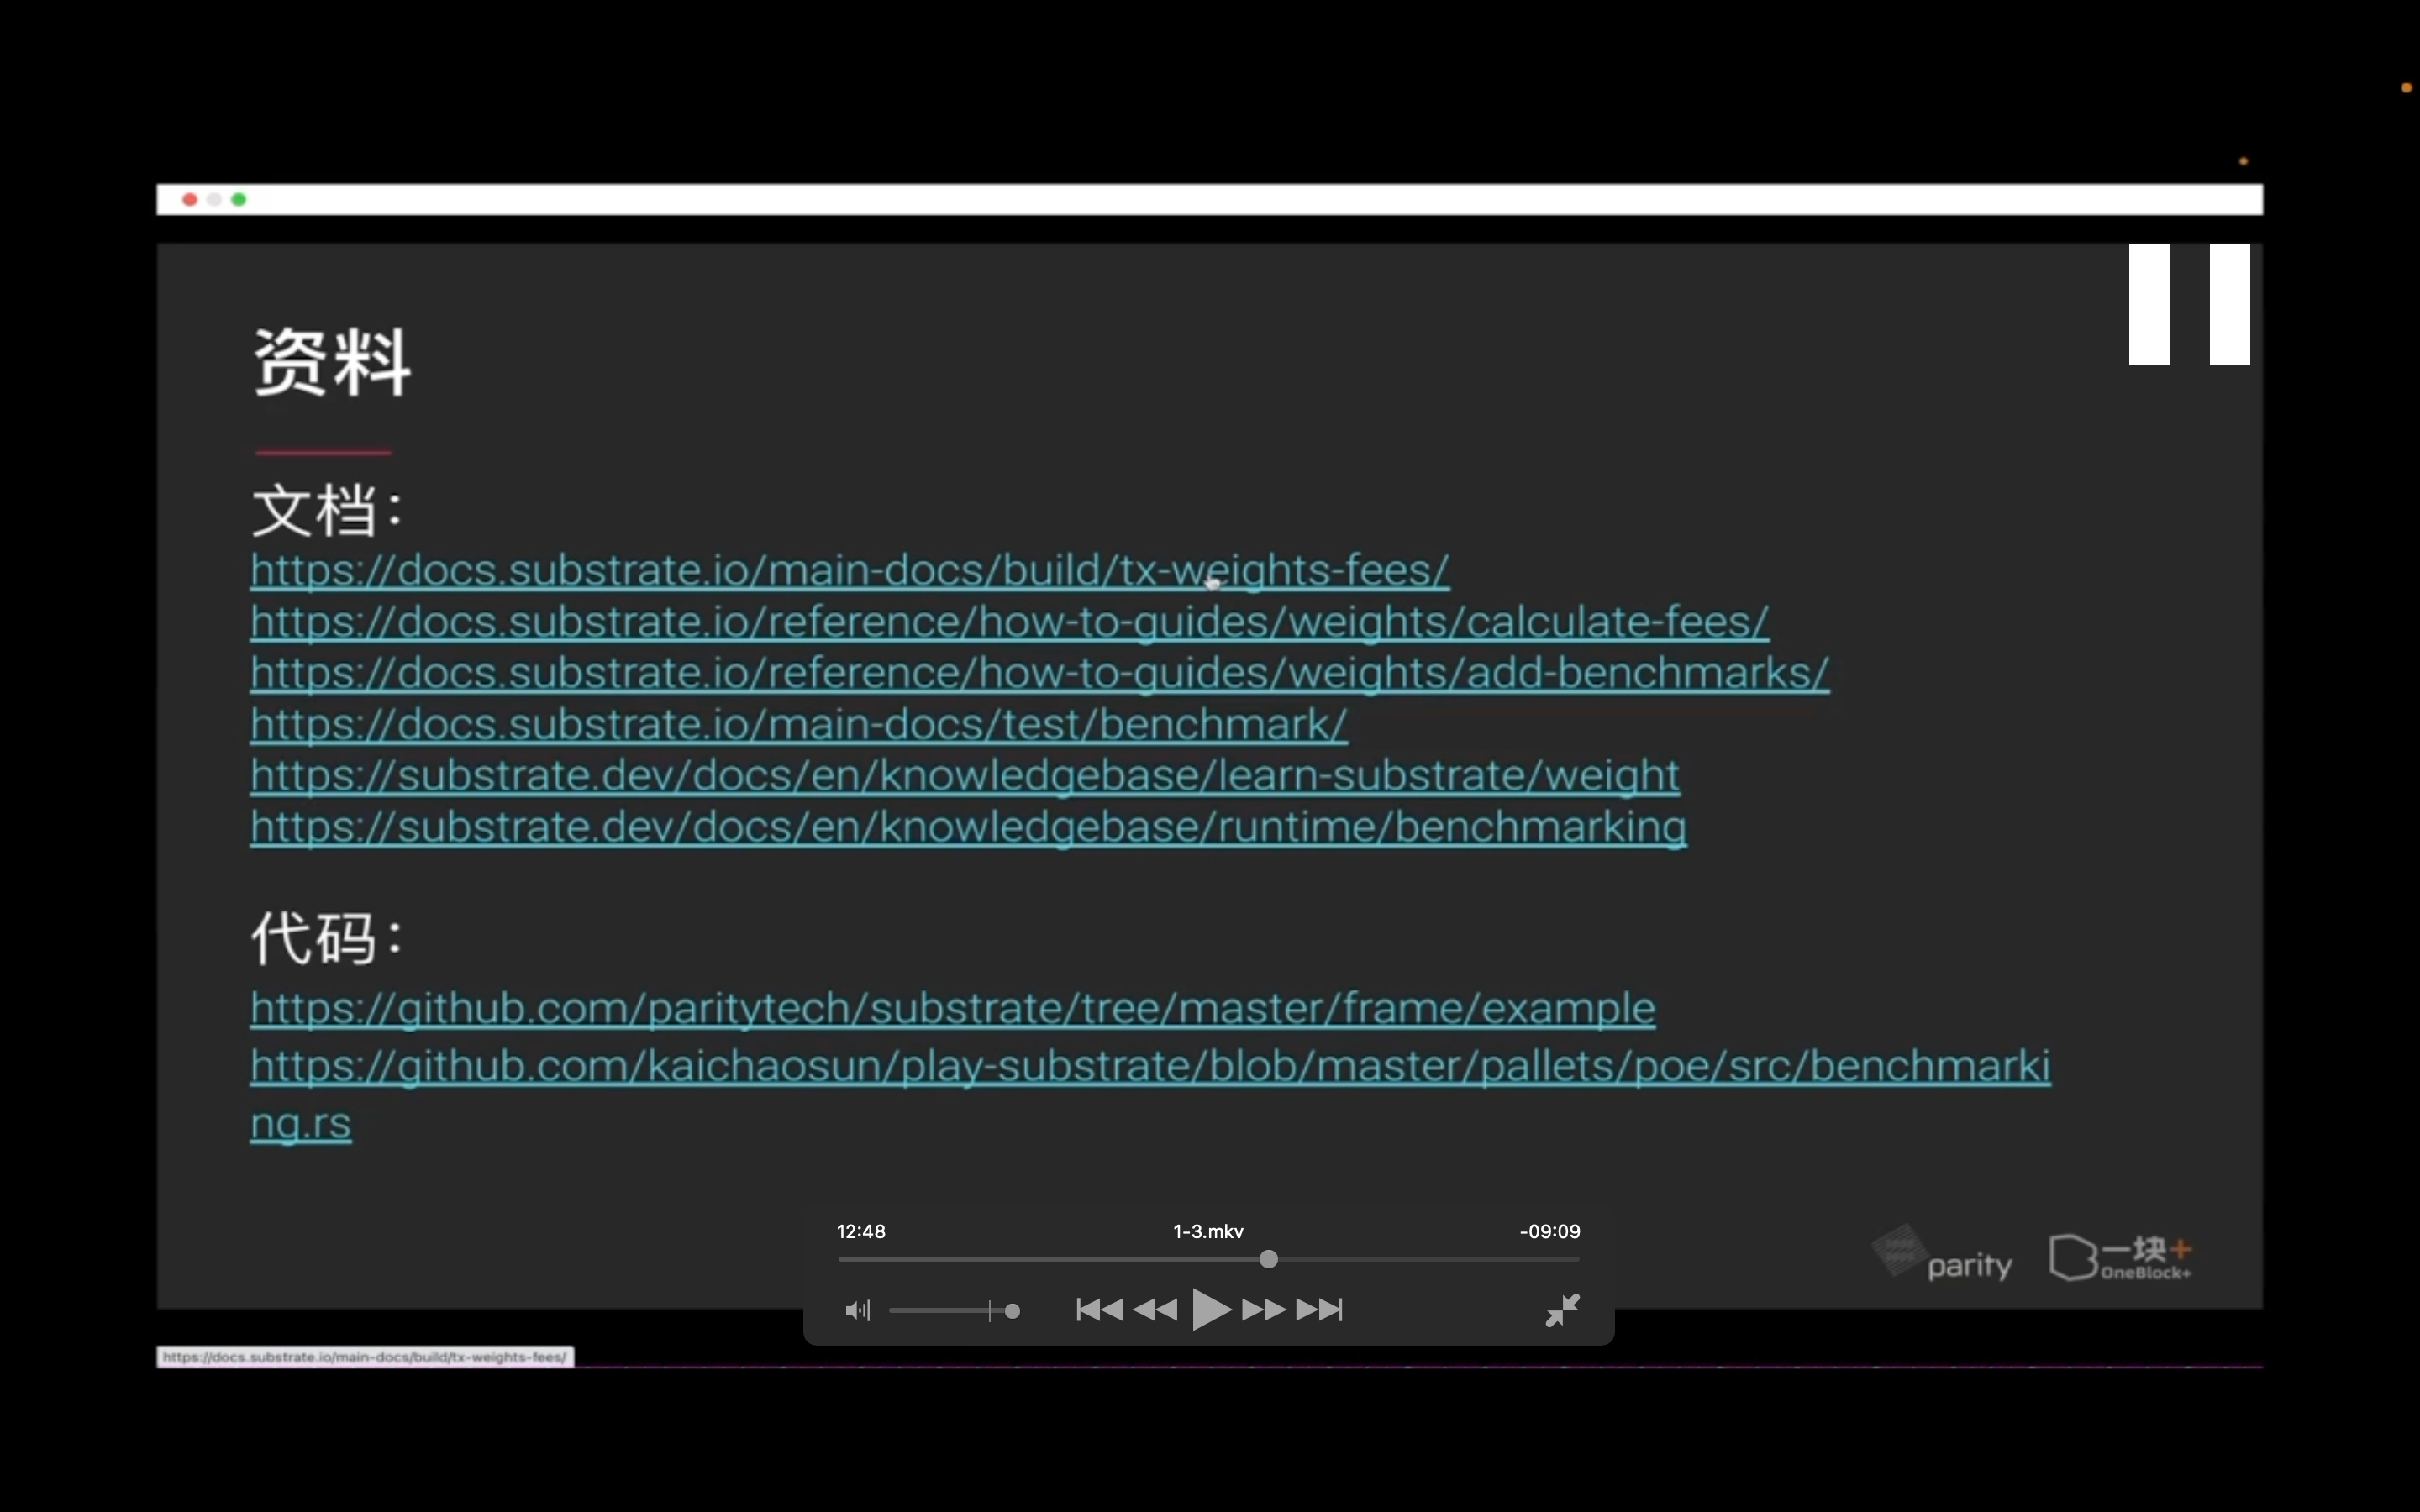 资料
文档：
https://docs.substrate.io/main-docs/build/tx-weights-fees/
https://docs.substrate.io/reference/how-to-guides/weights/calculate-fees/
https://docs.substrate.io/reference/how-to-guides/weights/add-benchmarks/
https://docs.substrate.io/main-docs/test/benchmark/
https://substrate.dev/docs/en/knowledgebase/learn-substrate/weight
https://substrate.dev/docs/en/knowledgebase/runtime/benchmarking
代码：
https://github.com/paritytech/substrate/tree/master/frame/example
https://github.com/kaichaosun/play-substrate/blob/master/pallets/poe/src/benchmarki
ng.rs
12:48 1-3.mkv -09:09
parity 一块+
OneBlock+
https://docs.substrate.io/main-docs/build/tx-weights-fees/